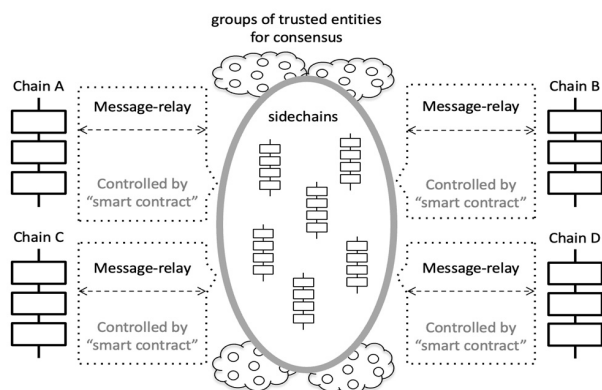 groups of trusted entities
for consensus
Chain A
Message-relay
Controlled by
"smart contract"
sidechains
Chain B
Message-relay
Controlled by
"smart contract"
Chain C
Message-relay
Controlled by
"smart contract"
Chain D
Message-relay
Controlled by
"smart contract"